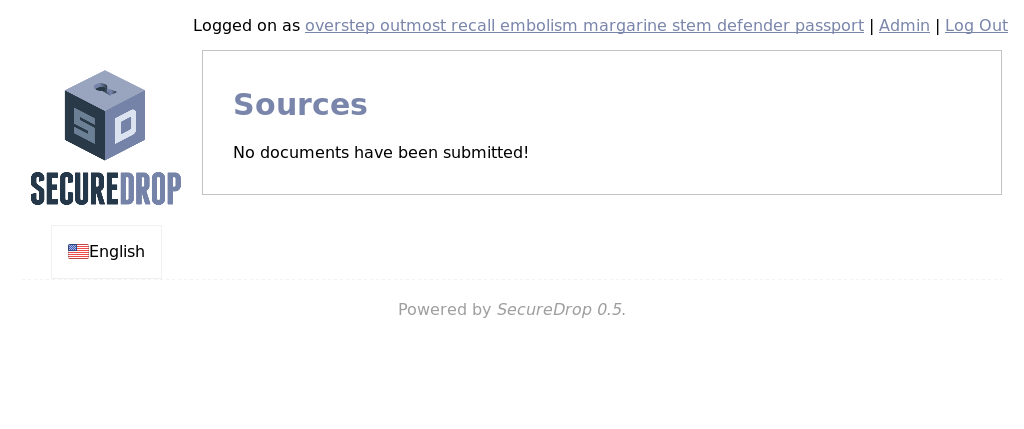 Logged on as overstep outmost recall embolism margarine stem defender passport | Admin | Log Out
SD
SECUREDROP
Sources
No documents have been submitted!
English
Powered by SecureDrop 0.5.